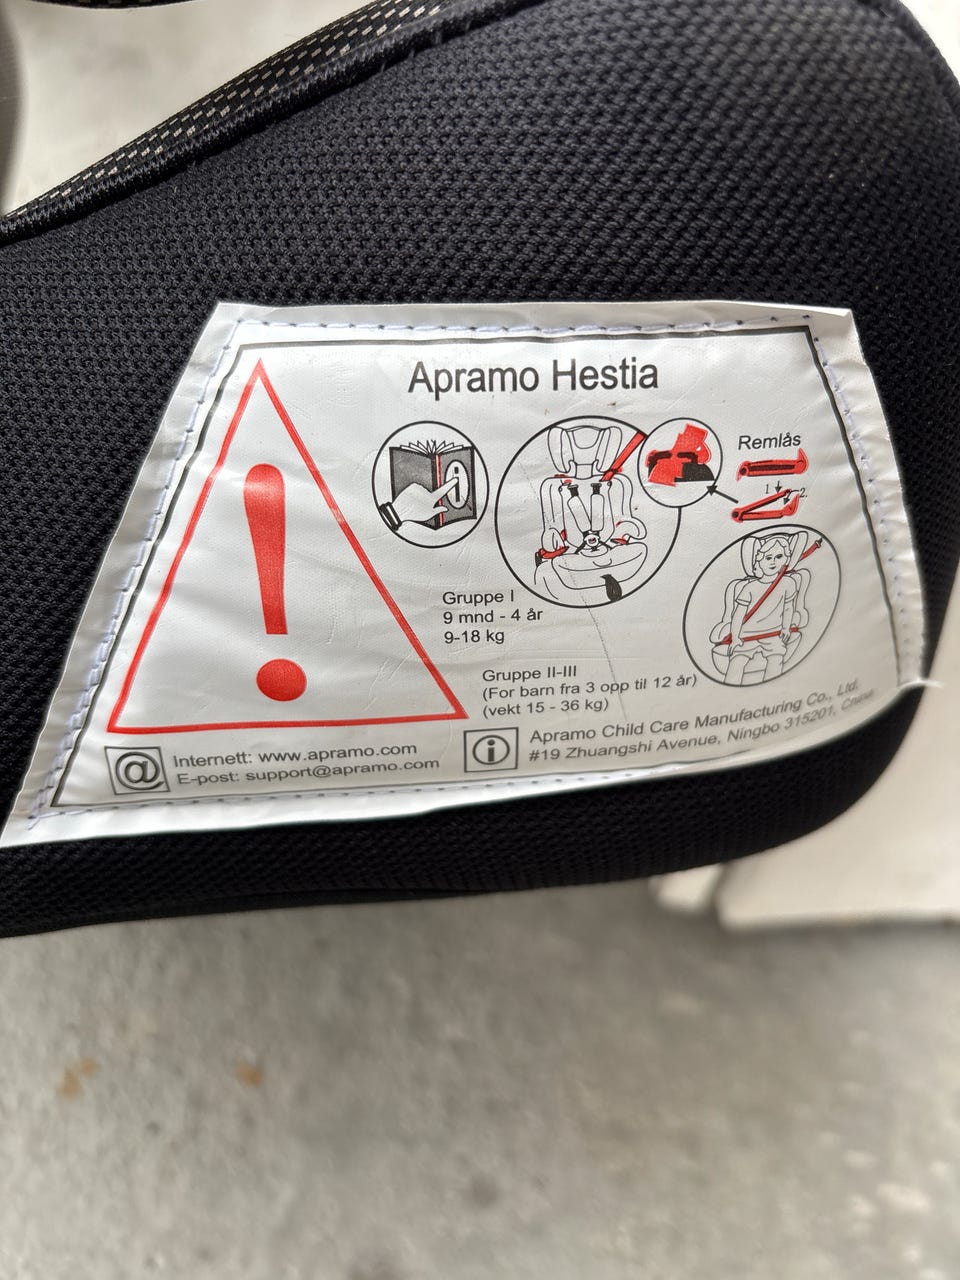 Apramo Hestia
Remlås
1.
2.
Gruppe I
9 mnd - 4 år
9-18 kg
Gruppe II-III
(For barn fra 3 opp til 12 år)
(vekt 15 - 36 kg)
@ Internett: www.apramo.com
E-post: support@apramo.com
i
Apramo Child Care Manufacturing Co., Ltd.
#19 Zhuangshi Avenue, Ningbo 315201, China